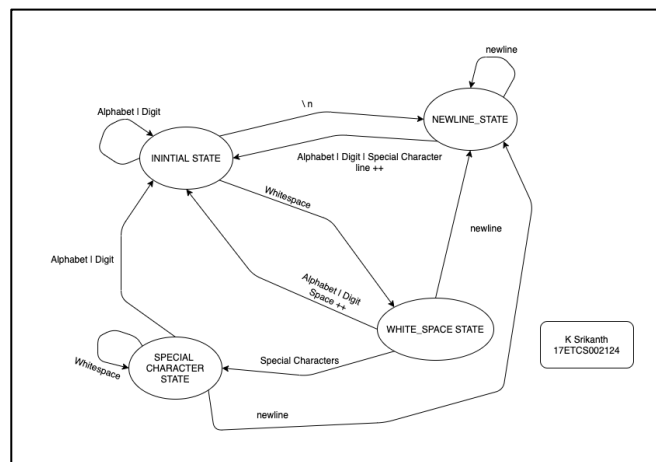 newline
Alphabet | Digit
\ n
NEWLINE_STATE
ININTIAL STATE
Alphabet | Digit | Special Character
line ++
Whitespace
newline
Alphabet | Digit
Alphabet | Digit
Space ++
WHITE_SPACE STATE
K Srikanth
17ETCS002124
SPECIAL
CHARACTER
STATE
Special Characters
Whitespace
newline